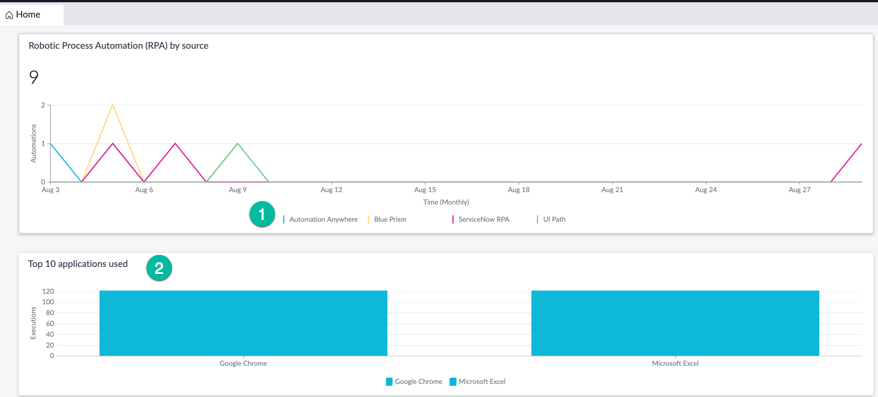 Home
Robotic Process Automation (RPA) by source
9
2
1
0
Automations
Aug 3 Aug 6 Aug 9 Aug 12 Aug 15 Aug 18 Aug 21 Aug 24 Aug 27
Time (Monthly)
1
Automation Anywhere Blue Prism ServiceNow RPA UI Path
Top 10 applications used
2
120
100
80
60
40
20
0
Executions
Google Chrome Microsoft Excel
Google Chrome Microsoft Excel